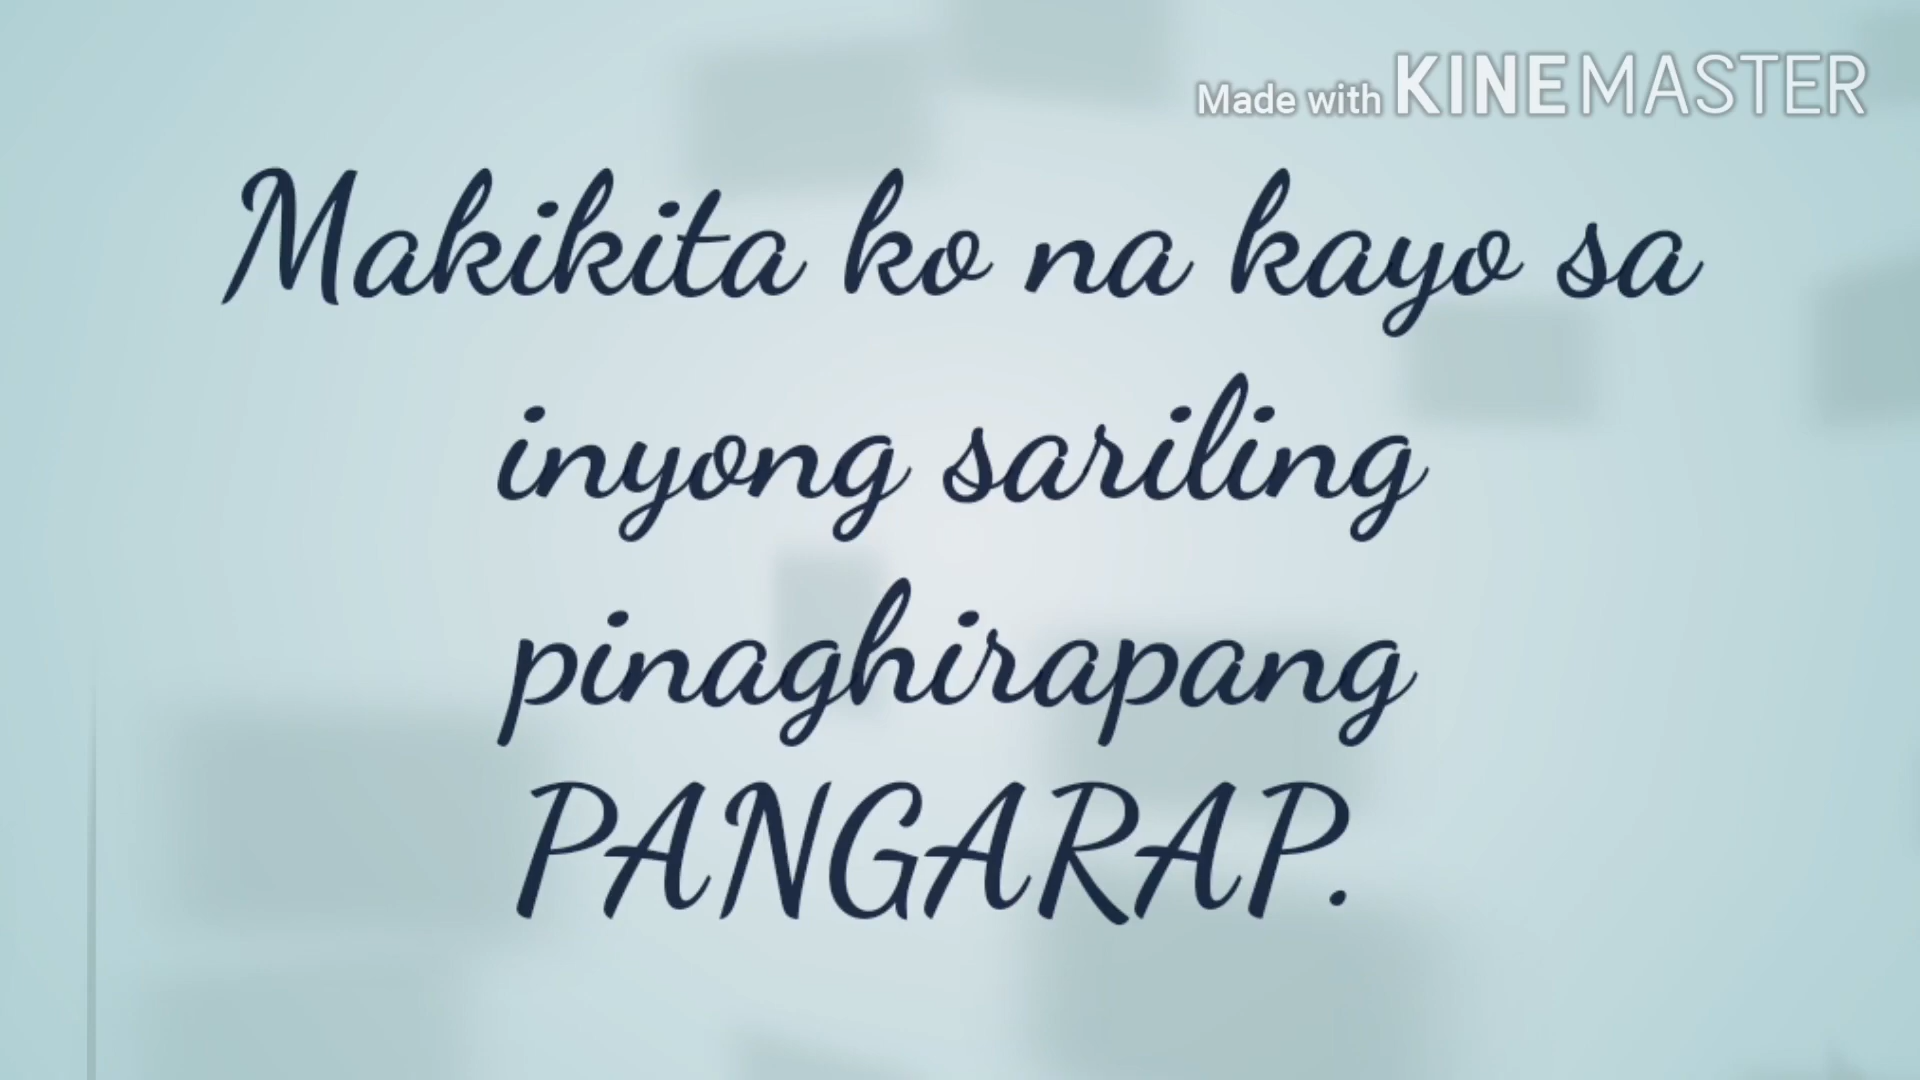 Made with KINEMASTER
Makikita ko na kayo sa
inyong sariling
pinaghirapang
PANGARAP.